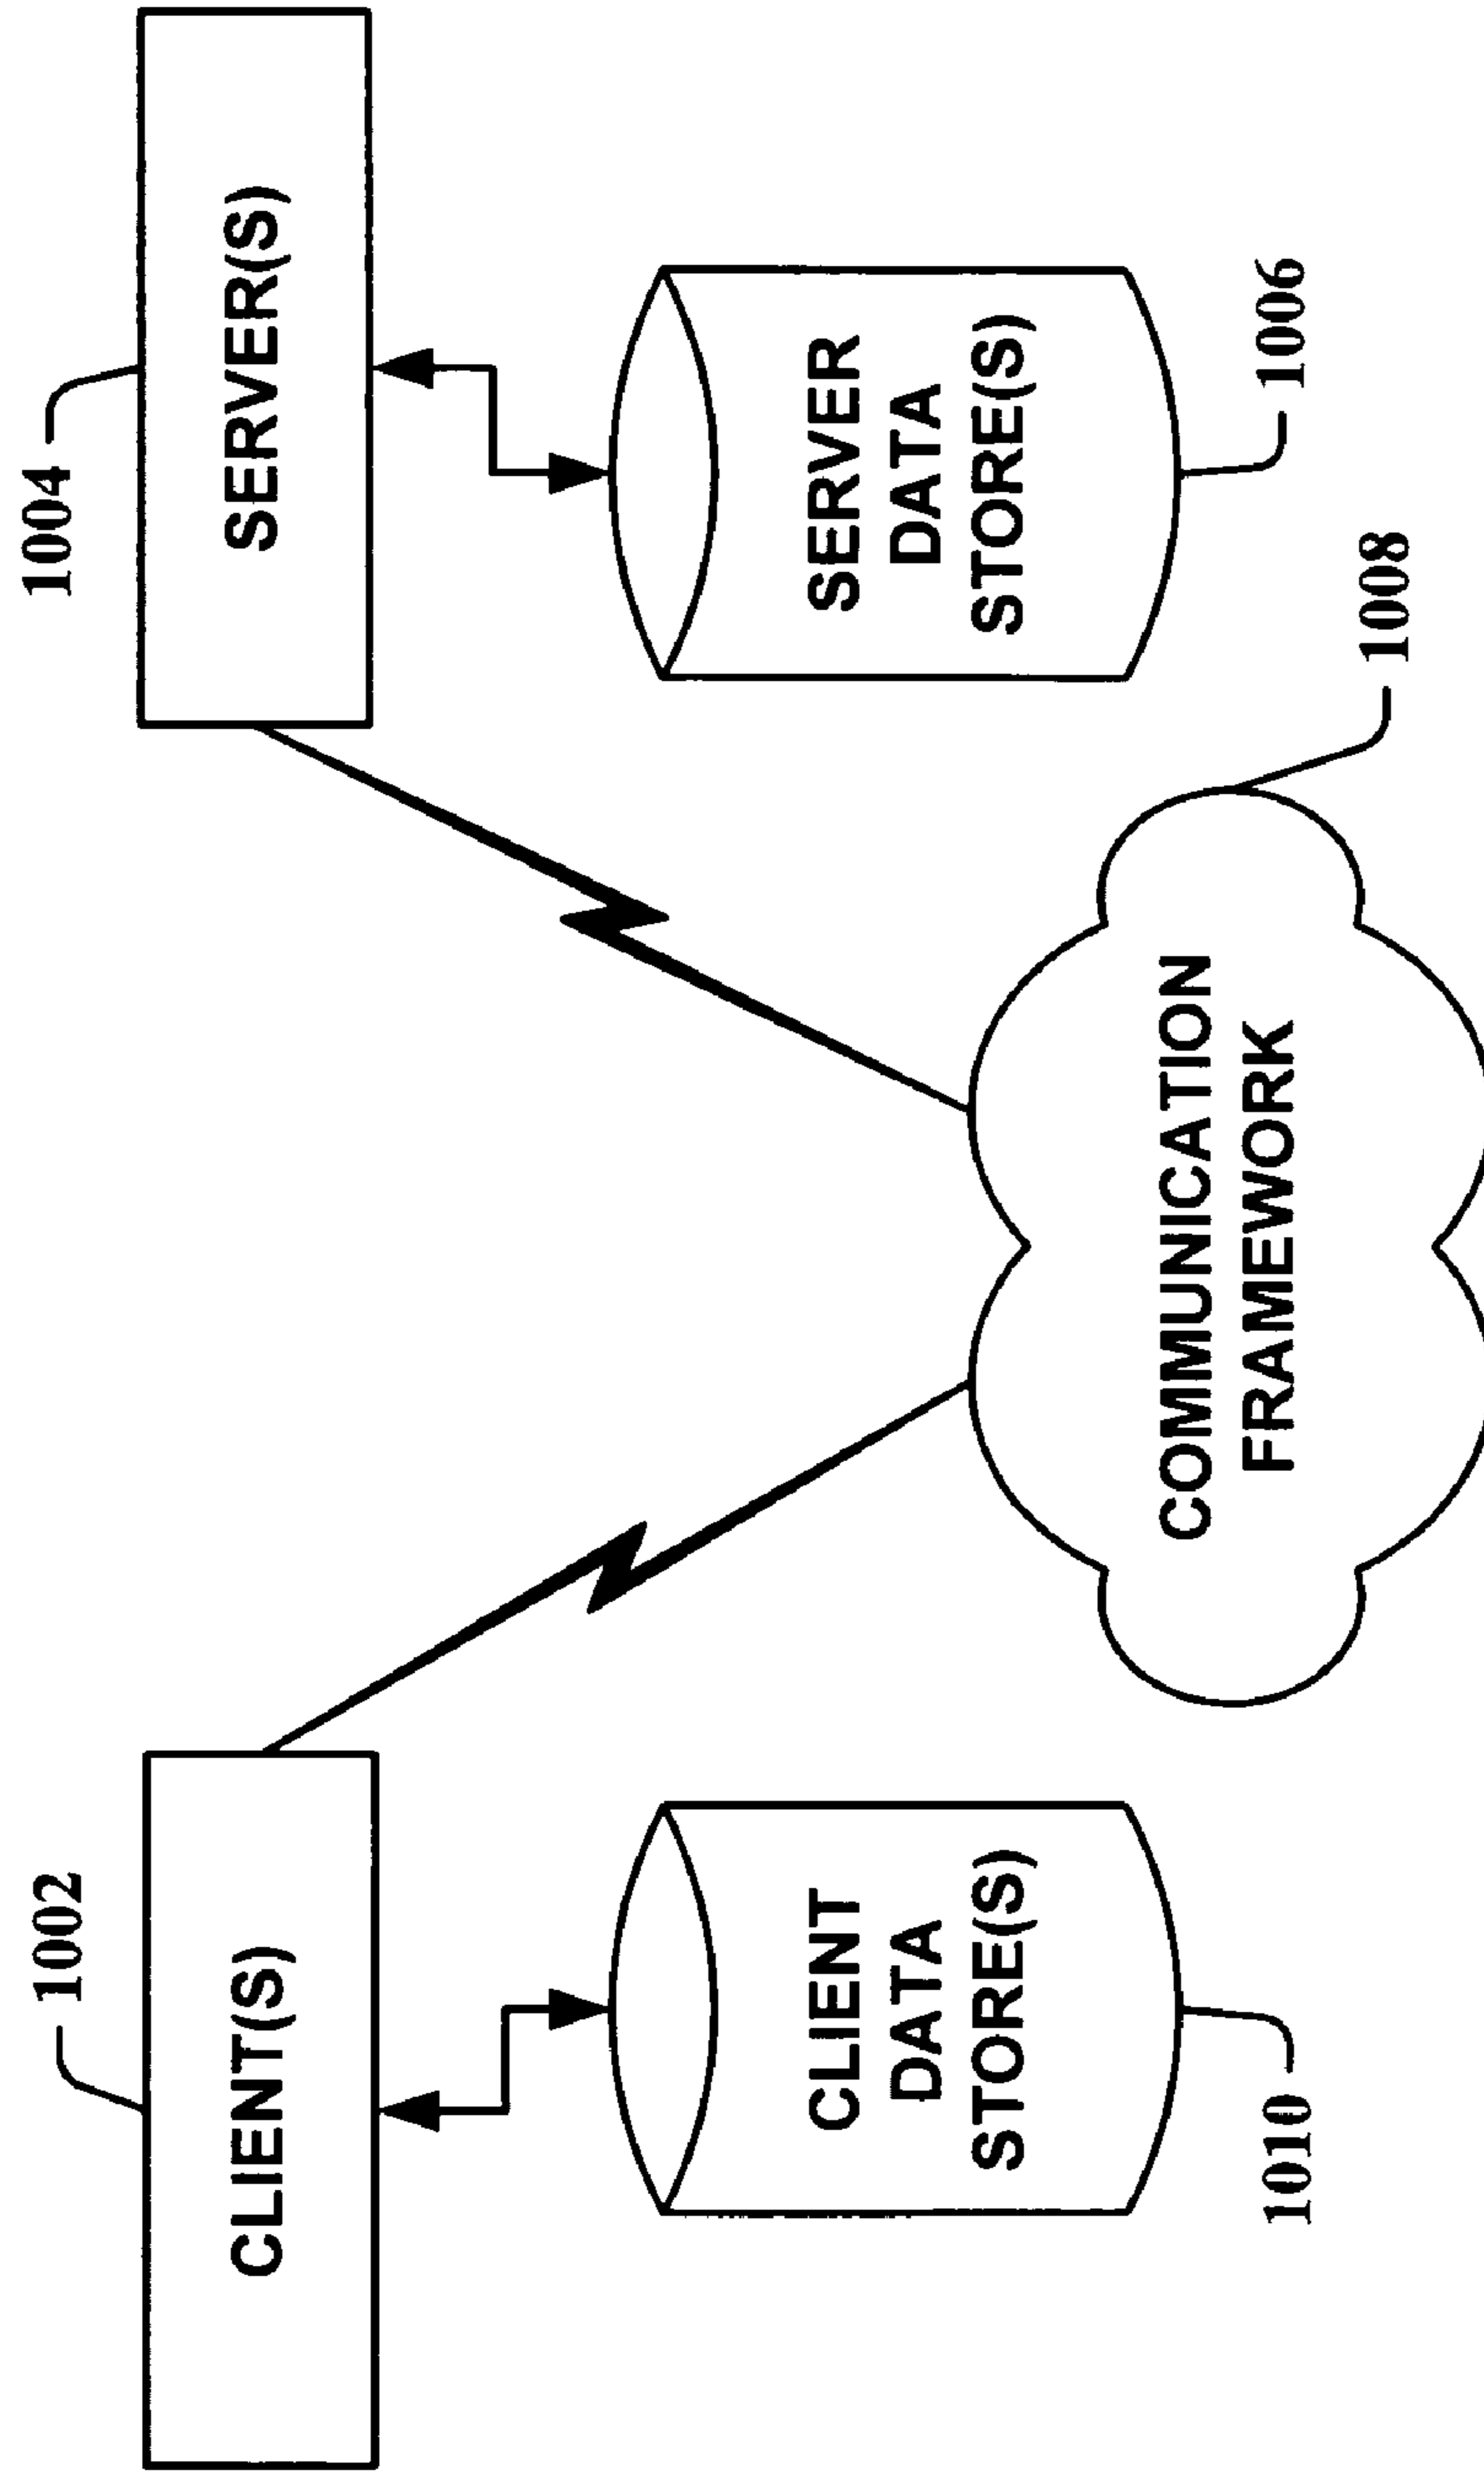 1002
CLIENT(S)
1004
SERVER(S)
CLIENT
DATA
STORE(S)
1010
SERVER
DATA
STORE(S)
1006
COMMUNICATION
FRAMEWORK
1008